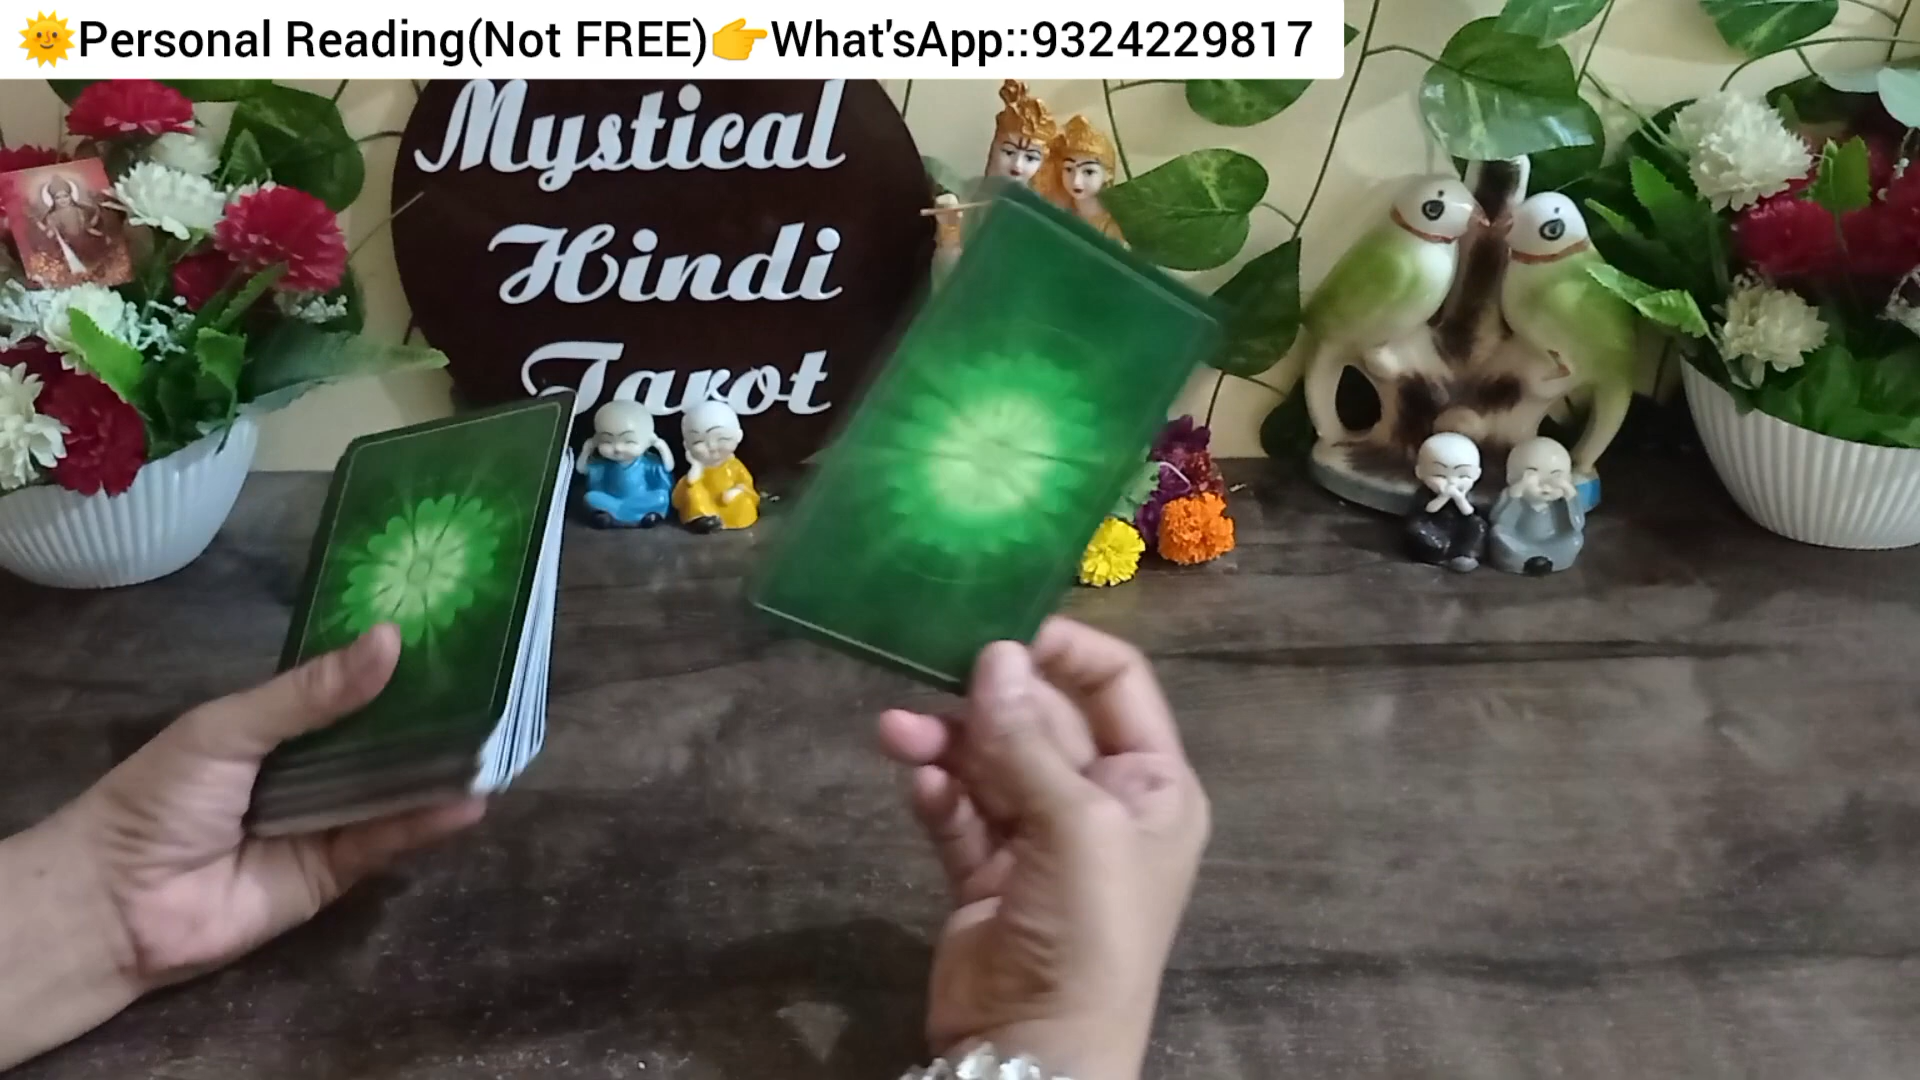 🌞Personal Reading(Not FREE)👉What'sApp::9324229817
Mystical
Hindi
Tarot